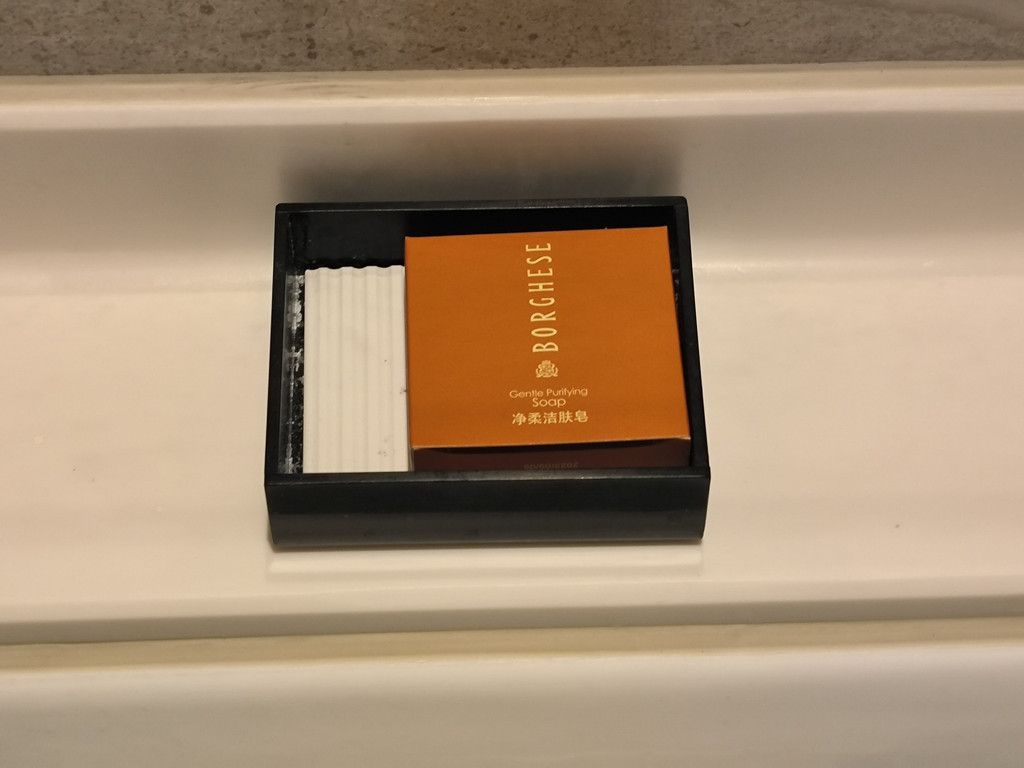 BORGHESE
Gentle Purifying
Soap
净柔洁肤皂